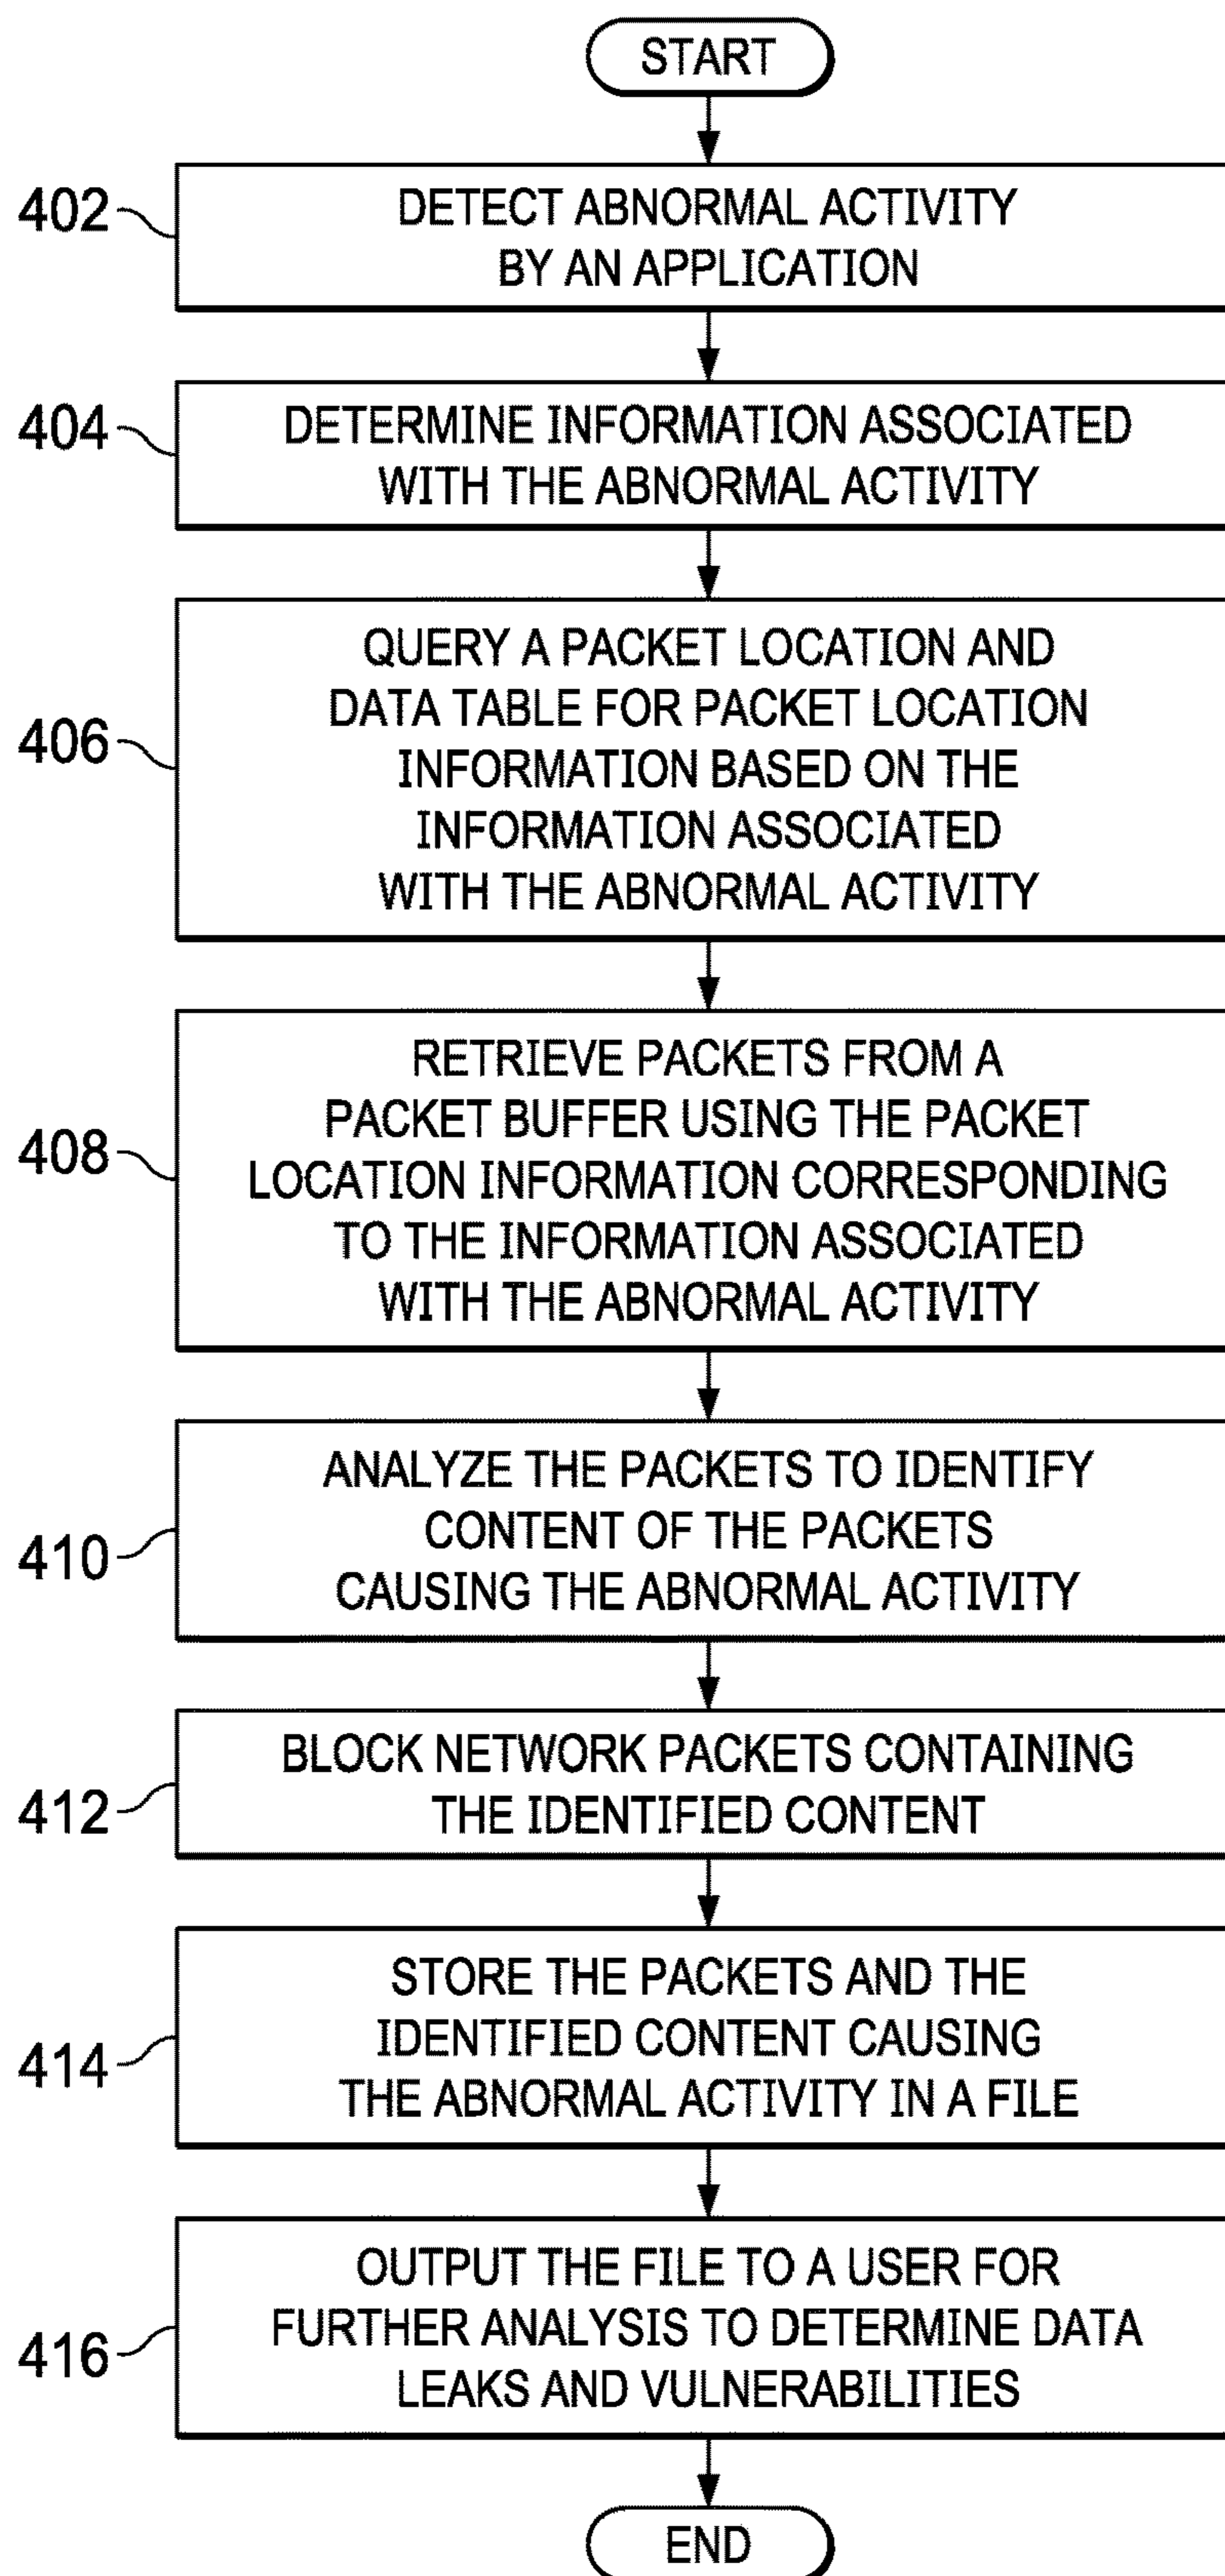 START
402
DETECT ABNORMAL ACTIVITY
BY AN APPLICATION
404
DETERMINE INFORMATION ASSOCIATED
WITH THE ABNORMAL ACTIVITY
406
QUERY A PACKET LOCATION AND
DATA TABLE FOR PACKET LOCATION
INFORMATION BASED ON THE
INFORMATION ASSOCIATED
WITH THE ABNORMAL ACTIVITY
408
RETRIEVE PACKETS FROM A
PACKET BUFFER USING THE PACKET
LOCATION INFORMATION CORRESPONDING
TO THE INFORMATION ASSOCIATED
WITH THE ABNORMAL ACTIVITY
410
ANALYZE THE PACKETS TO IDENTIFY
CONTENT OF THE PACKETS
CAUSING THE ABNORMAL ACTIVITY
412
BLOCK NETWORK PACKETS CONTAINING
THE IDENTIFIED CONTENT
414
STORE THE PACKETS AND THE
IDENTIFIED CONTENT CAUSING
THE ABNORMAL ACTIVITY IN A FILE
416
OUTPUT THE FILE TO A USER FOR
FURTHER ANALYSIS TO DETERMINE DATA
LEAKS AND VULNERABILITIES
END